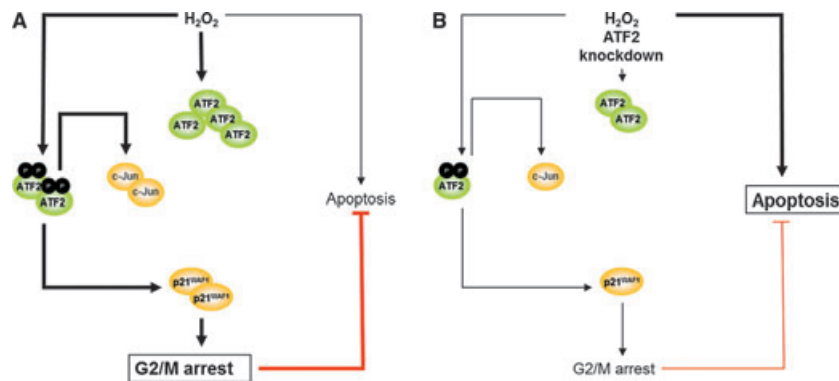 A
H₂O₂
ATF2
ATF2
ATF2
ATF2
P P
ATF2
P P
ATF2
c-Jun
c-Jun
Apoptosis
p21ᵂᴬᶠ¹
p21ᵂᴬᶠ¹
G2/M arrest
B
H₂O₂
ATF2
knockdown
ATF2
ATF2
P P
ATF2
c-Jun
Apoptosis
p21ᵂᴬᶠ¹
G2/M arrest